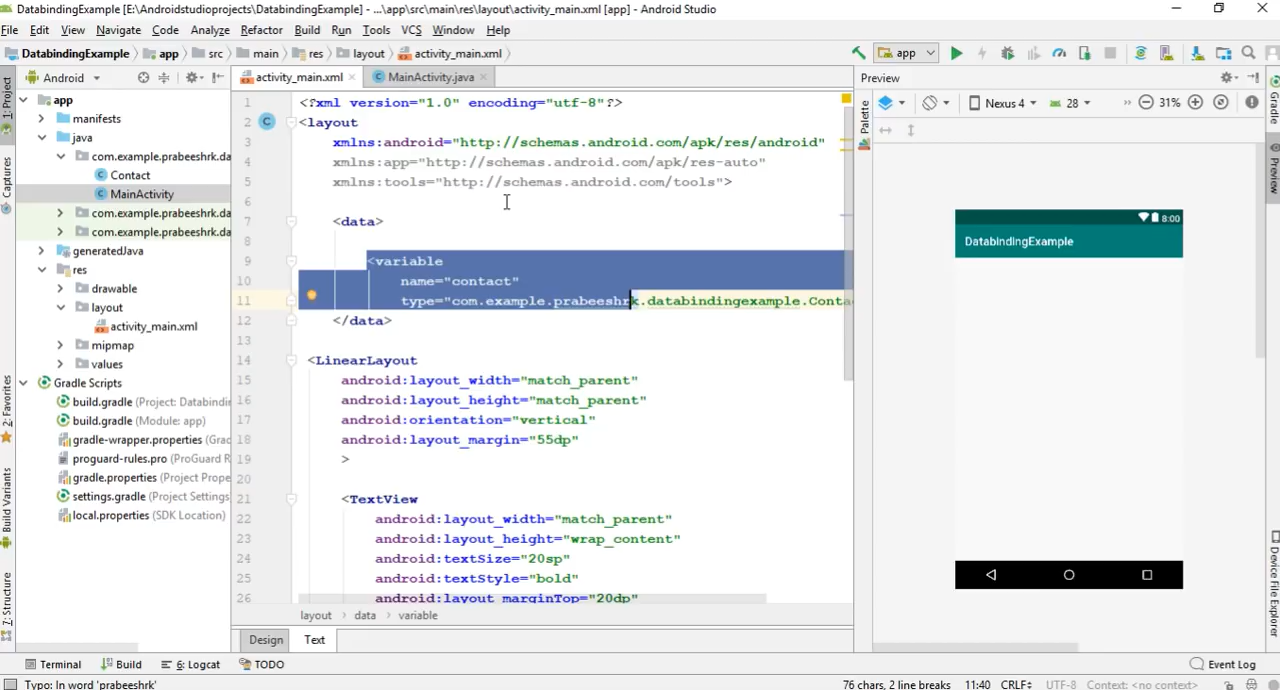 DatabindingExample [E:\Androidstudioprojects\DatabindingExample] - ...\app\src\main\res\layout\activity_main.xml [app] - Android Studio
File Edit View Navigate Code Analyze Refactor Build Run Tools VCS Window Help
DatabindingExample app src main res layout activity_main.xml app
Android activity_main.xml MainActivity.java Preview
1: Project
Captures
2: Favorites
Build Variants
7: Structure
app
manifests
java
com.example.prabeeshrk.da
Contact
MainActivity
com.example.prabeeshrk.da
com.example.prabeeshrk.da
generatedJava
res
drawable
layout
activity_main.xml
mipmap
values
Gradle Scripts
build.gradle (Project: Databindin
build.gradle (Module: app)
gradle-wrapper.properties (Grad
proguard-rules.pro (ProGuard R
gradle.properties (Project Prope
settings.gradle (Project Settings
local.properties (SDK Location)
1 <?xml version="1.0" encoding="utf-8"?>
2 <layout
3 xmlns:android="http://schemas.android.com/apk/res/android"
4 xmlns:app="http://schemas.android.com/apk/res-auto"
5 xmlns:tools="http://schemas.android.com/tools">
6
7 <data>
8
9 <variable
10 name="contact"
11 type="com.example.prabeeshrk.databindingexample.Conta
12 </data>
13
14 <LinearLayout
15 android:layout_width="match_parent"
16 android:layout_height="match_parent"
17 android:orientation="vertical"
18 android:layout_margin="55dp"
19 >
20
21 <TextView
22 android:layout_width="match_parent"
23 android:layout_height="wrap_content"
24 android:textSize="20sp"
25 android:textStyle="bold"
26 android:layout_marginTop="20dp"
layout › data › variable
Design Text
Palette
Nexus 4 28 » 31%
8:00
DatabindingExample
Gradle
Preview
Device File Explorer
Terminal Build 6: Logcat TODO Event Log
Typo: In word 'prabeeshrk' 76 chars, 2 line breaks 11:40 CRLF UTF-8 Context: <no context>